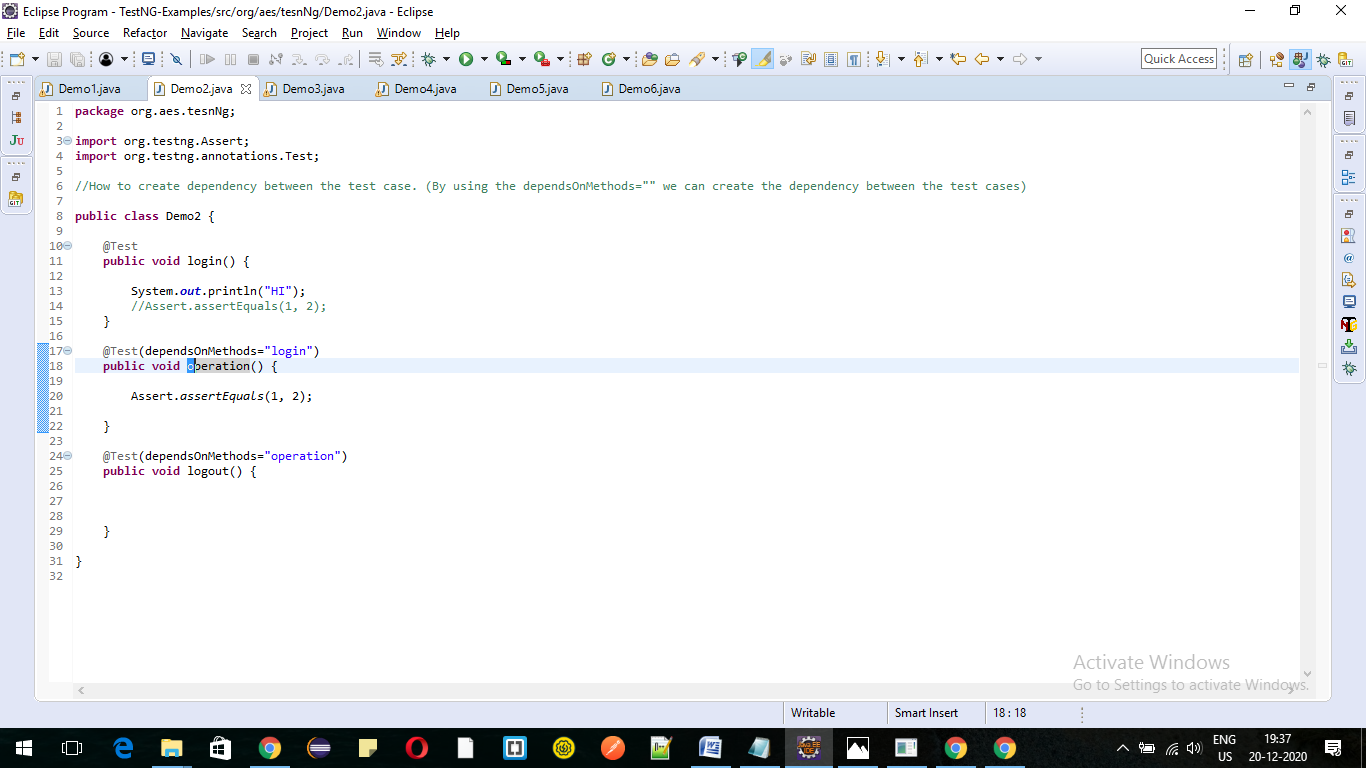 Eclipse Program - TestNG-Examples/src/org/aes/tesnNg/Demo2.java - Eclipse
File Edit Source Refactor Navigate Search Project Run Window Help
Quick Access
Demo1.java Demo2.java Demo3.java Demo4.java Demo5.java Demo6.java
1 package org.aes.tesnNg;
2
3 import org.testng.Assert;
4 import org.testng.annotations.Test;
5
6 //How to create dependency between the test case. (By using the dependsOnMethods="" we can create the dependency between the test cases)
7
8 public class Demo2 {
9
10 @Test
11 public void login() {
12
13 System.out.println("HI");
14 //Assert.assertEquals(1, 2);
15 }
16
17 @Test(dependsOnMethods="login")
18 public void operation() {
19
20 Assert.assertEquals(1, 2);
21
22 }
23
24 @Test(dependsOnMethods="operation")
25 public void logout() {
26
27
28
29 }
30
31 }
32
Activate Windows
Go to Settings to activate Windows.
Writable Smart Insert 18 : 18
ENG 19:37
US 20-12-2020